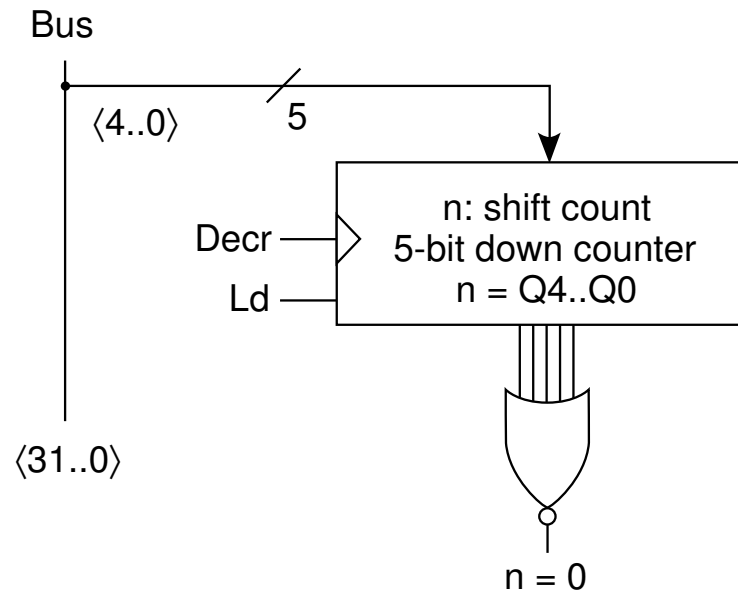 Bus
⟨4..0⟩
5
n: shift count
Decr
5-bit down counter
n = Q4..Q0
Ld
⟨31..0⟩
n = 0